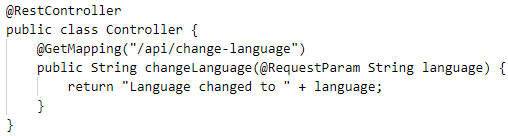 @RestController
public class Controller {
    @GetMapping("/api/change-language")
    public String changeLanguage(@RequestParam String language) {
        return "Language changed to " + language;
    }
}